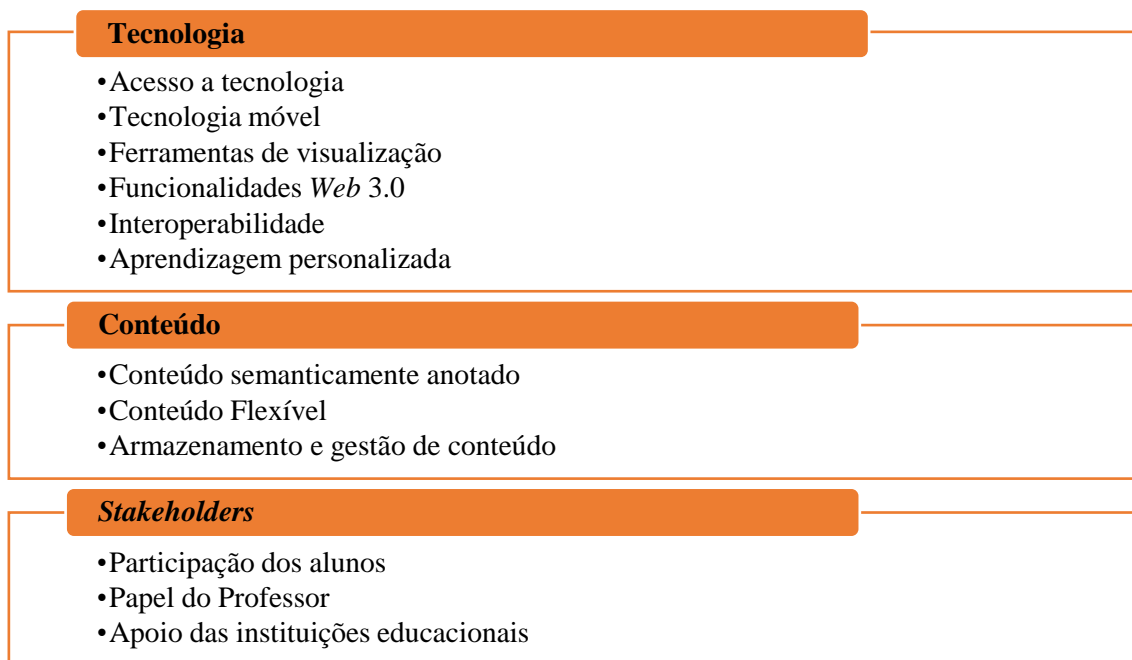 Tecnologia
•Acesso a tecnologia
•Tecnologia móvel
•Ferramentas de visualização
•Funcionalidades Web 3.0
•Interoperabilidade
•Aprendizagem personalizada
Conteúdo
•Conteúdo semanticamente anotado
•Conteúdo Flexível
•Armazenamento e gestão de conteúdo
Stakeholders
•Participação dos alunos
•Papel do Professor
•Apoio das instituições educacionais